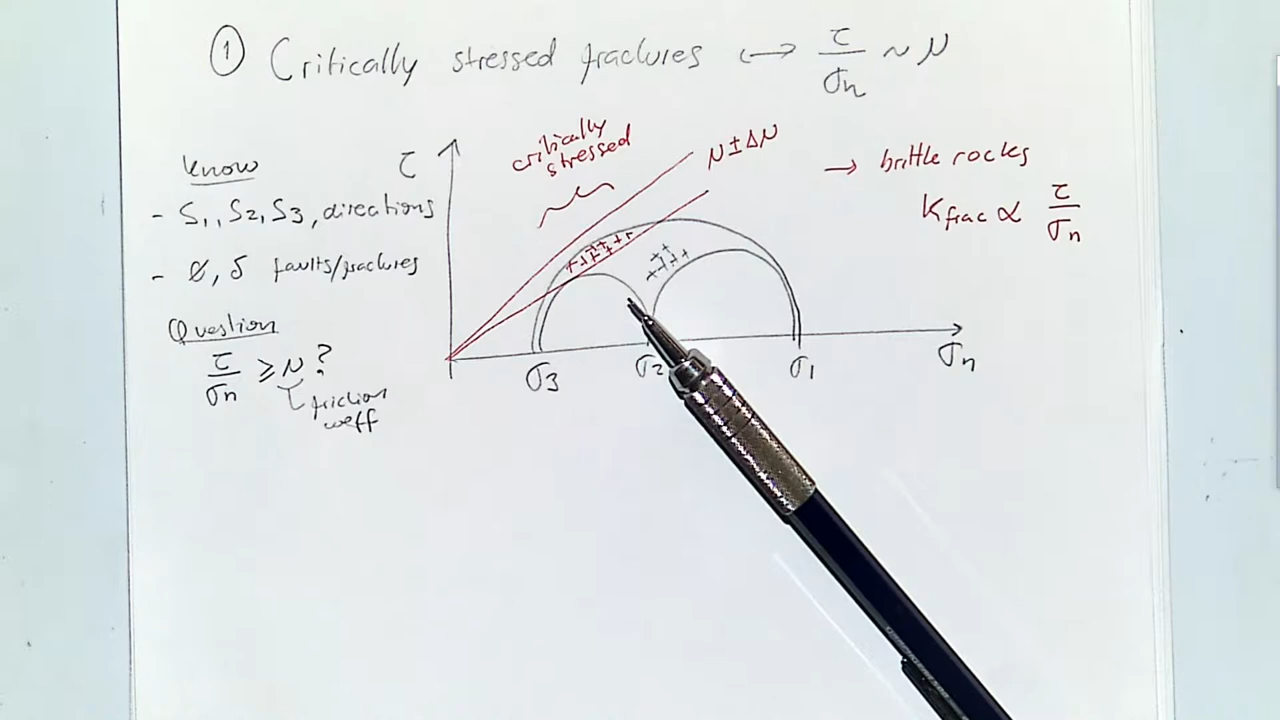 ① Critically stressed fractures ↔ τ/σn ~ μ
know
- S1, S2, S3, directions
- ø, δ faults/fractures
Question
τ/σn ≥ μ ?
friction
coeff
τ
critically
stressed
μ ± Δμ
σ3
σ2
σ1
σn
→ brittle rocks
Kfrac ∝ τ/σn